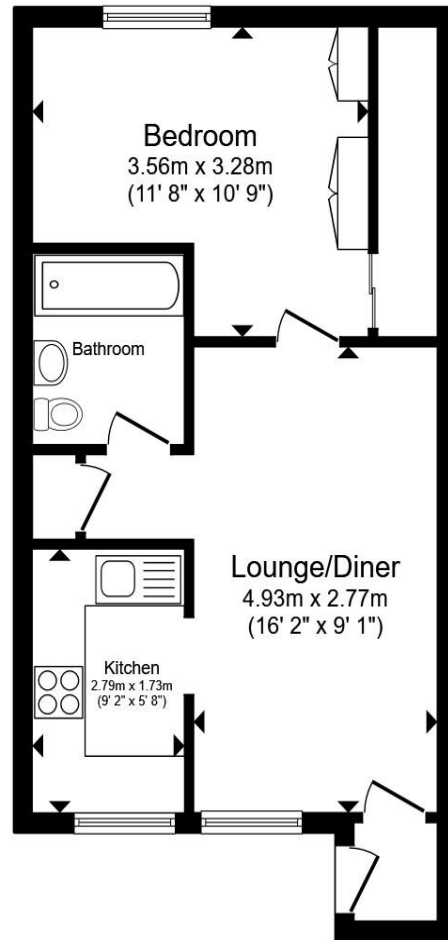 Bedroom
3.56m x 3.28m
(11' 8" x 10' 9")
Bathroom
Lounge/Diner
4.93m x 2.77m
(16' 2" x 9' 1")
Kitchen
2.79m x 1.73m
(9' 2" x 5' 8")